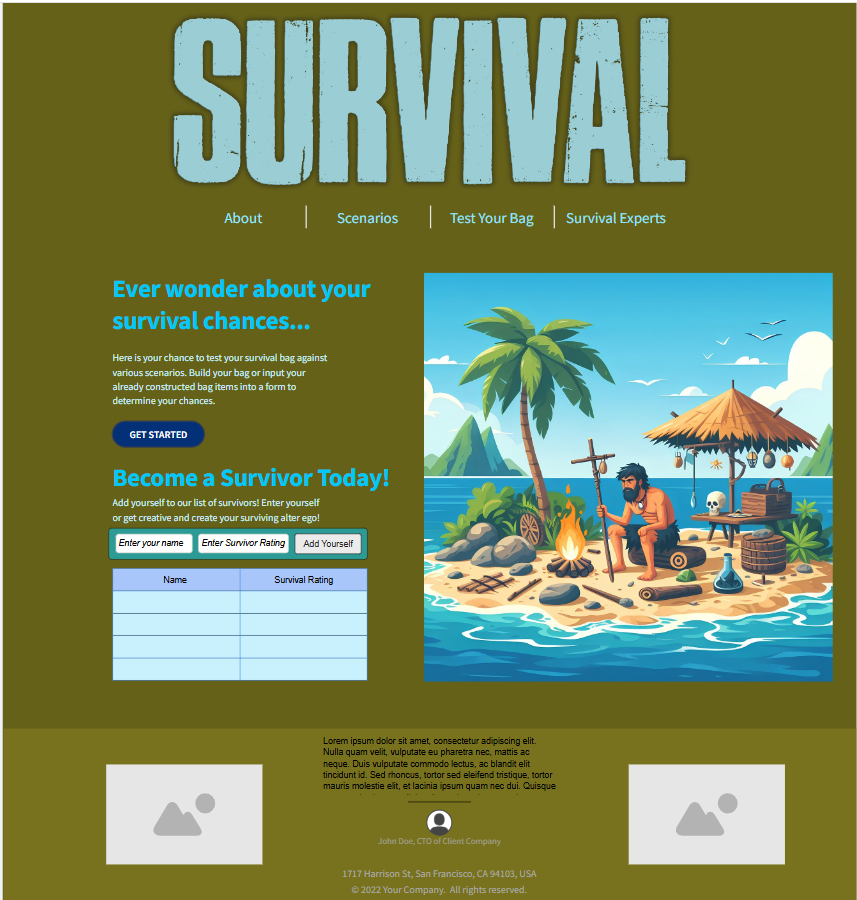 SURVIVAL
About Scenarios Test Your Bag Survival Experts
Ever wonder about your
survival chances...
Here is your chance to test your survival bag against
various scenarios. Build your bag or input your
already constructed bag items into a form to
determine your chances.
GET STARTED
Become a Survivor Today!
Add yourself to our list of survivors! Enter yourself
or get creative and create your surviving alter ego!
Enter your name Enter Survivor Rating Add Yourself
Name Survival Rating
Lorem ipsum dolor sit amet, consectetur adipiscing elit.
Nulla quam velit, vulputate eu pharetra nec, mattis ac
neque. Duis vulputate commodo lectus, ac blandit elit
tincidunt id. Sed rhoncus, tortor sed eleifend tristique, tortor
mauris molestie elit, et lacinia ipsum quam nec dui. Quisque
John Doe, CTO of Client Company
1717 Harrison St, San Francisco, CA 94103, USA
© 2022 Your Company. All rights reserved.